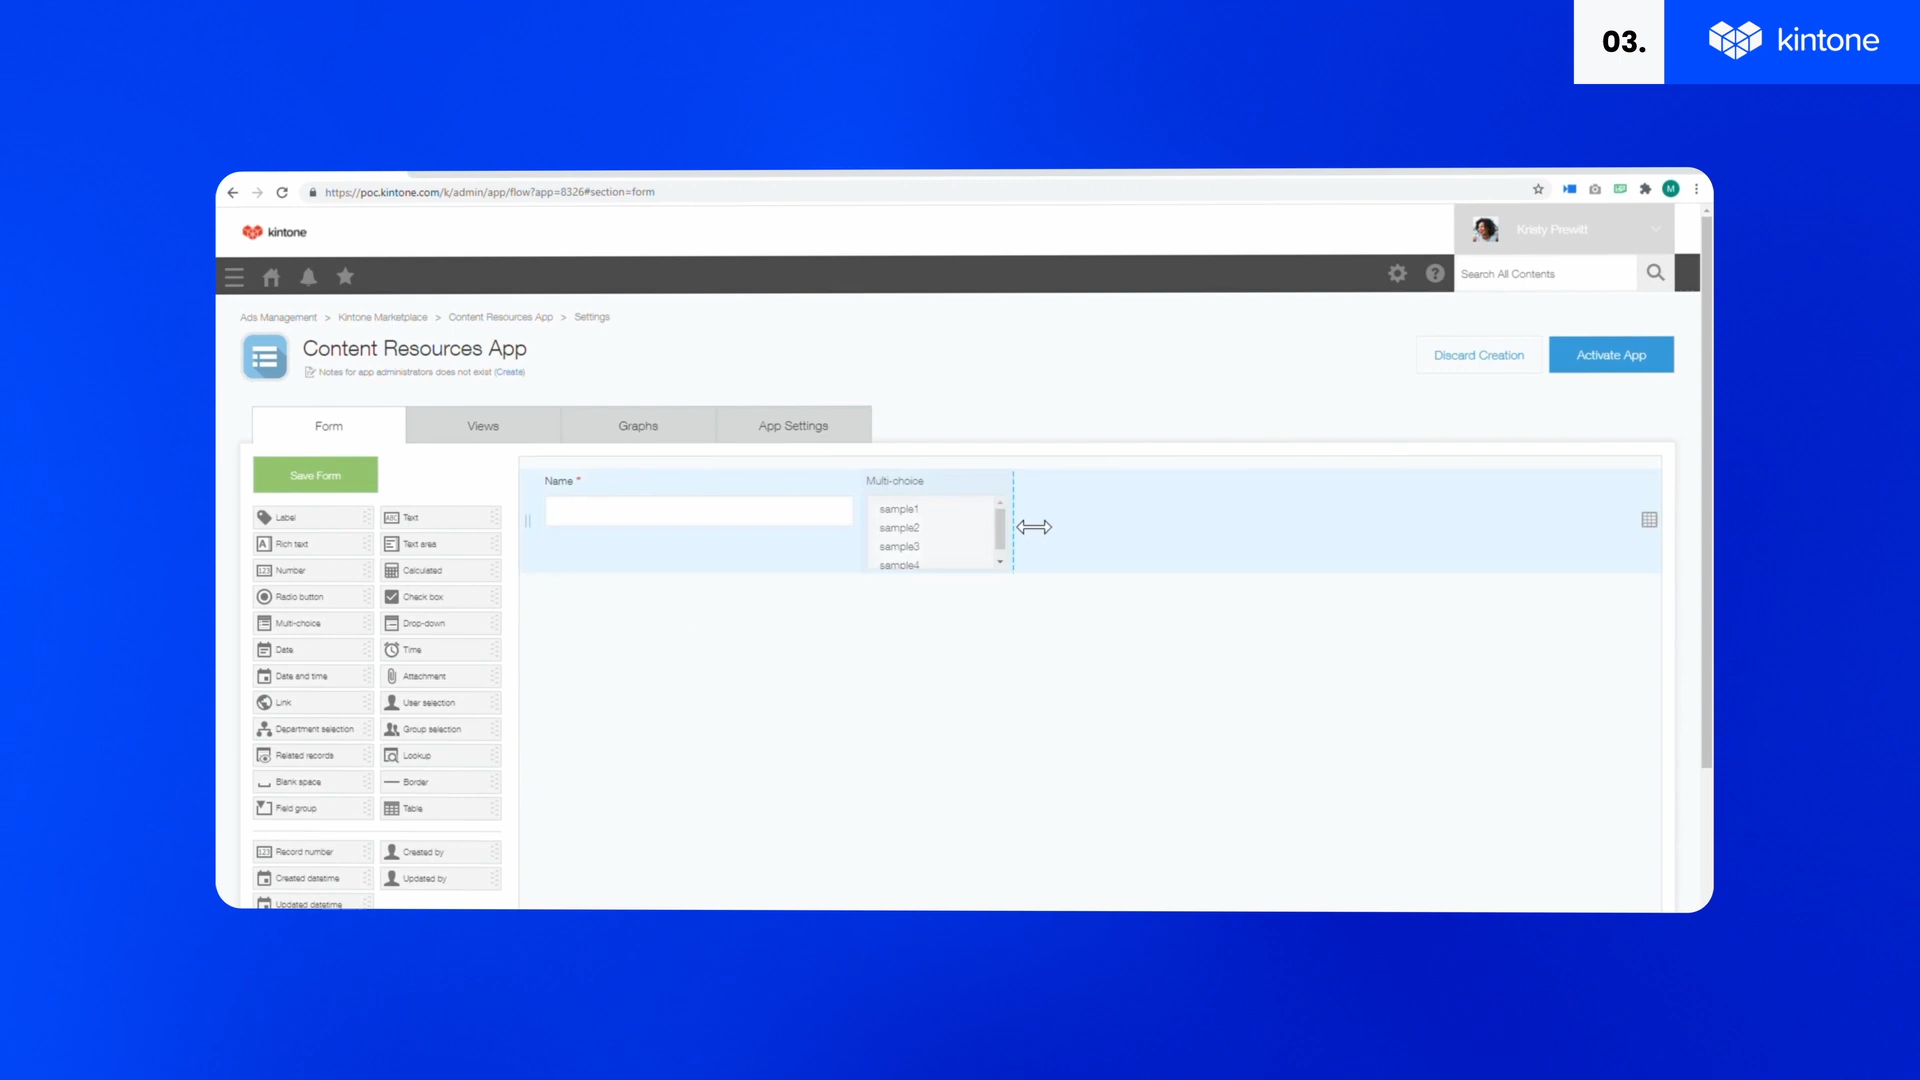 03.
kintone
https://poc.kintone.com/k/admin/app/flow?app=8326#section=form
M
kintone
Kristy Prewitt
Search All Contents
Ads Management > Kintone Marketplace > Content Resources App > Settings
Content Resources App
Notes for app administrators does not exist (Create)
Discard Creation
Activate App
Form
Views
Graphs
App Settings
Save Form
Name *
Multi-choice
sample1
sample2
sample3
sample4
Label
Text
Rich text
Text area
Number
Calculated
Radio button
Check box
Multi-choice
Drop-down
Date
Time
Date and time
Attachment
Link
User selection
Department selection
Group selection
Related records
Lookup
Blank space
Border
Field group
Table
Record number
Created by
Created datetime
Updated by
Updated datetime